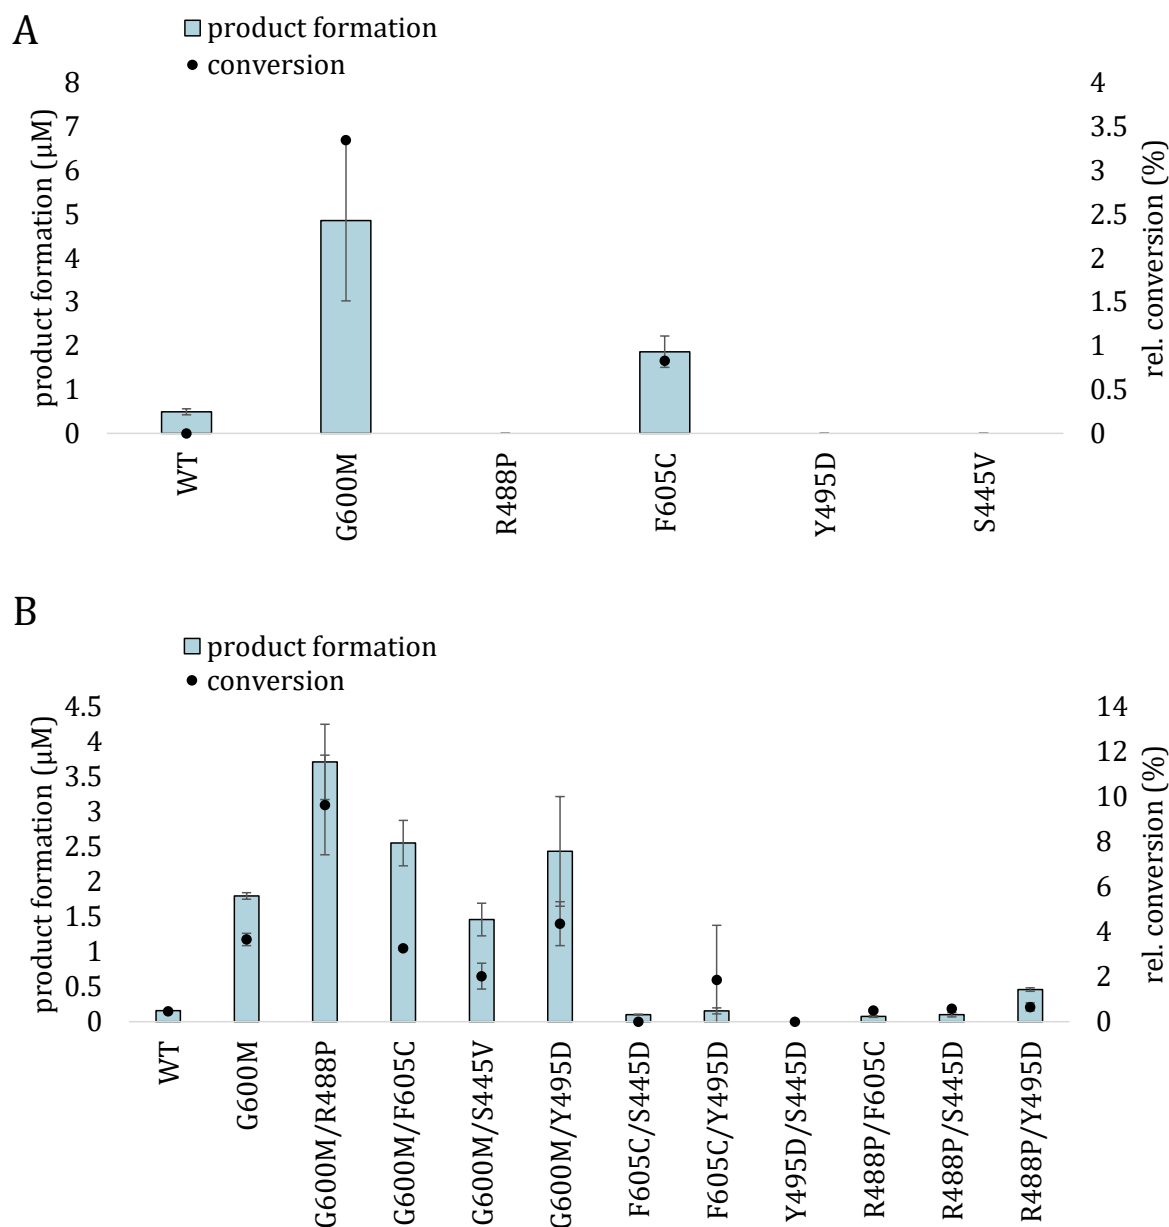 A
product formation
conversion
product formation (µM)
8
7
6
5
4
3
2
1
0
4
3.5
3
2.5
2
1.5
1
0.5
0
rel. conversion (%)
WT
G600M
R488P
F605C
Y495D
S445V
B
product formation
conversion
product formation (µM)
4.5
4
3.5
3
2.5
2
1.5
1
0.5
0
14
12
10
8
6
4
2
0
rel. conversion (%)
WT
G600M
G600M/R488P
G600M/F605C
G600M/S445V
G600M/Y495D
F605C/S445D
F605C/Y495D
Y495D/S445D
R488P/F605C
R488P/S445D
R488P/Y495D